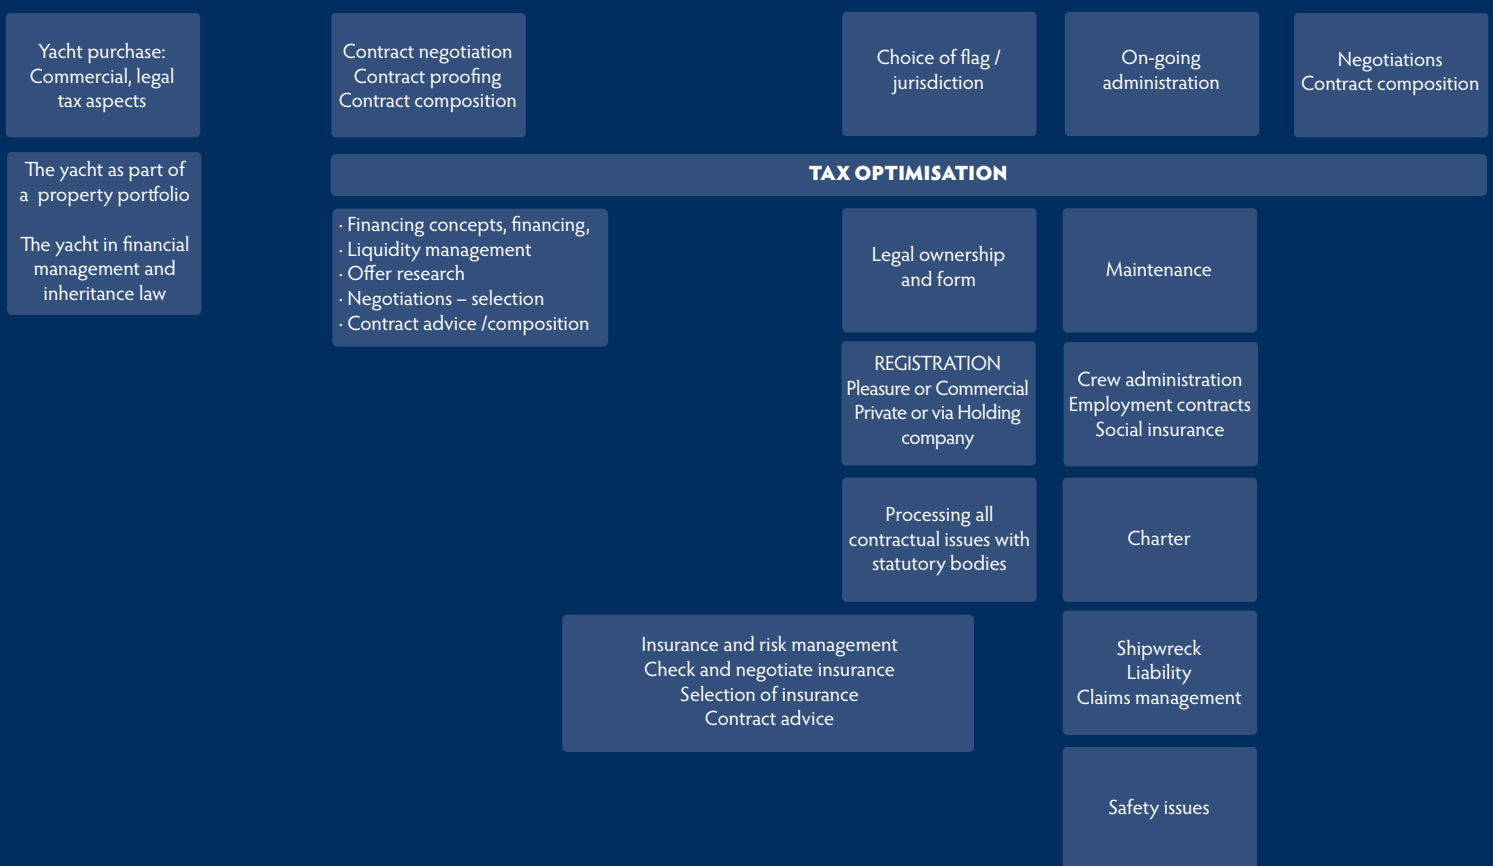 Yacht purchase:
Commercial, legal
tax aspects
Contract negotiation
Contract proofing
Contract composition
Choice of flag /
jurisdiction
On-going
administration
Negotiations
Contract composition
The yacht as part of
a property portfolio
The yacht in financial
management and
inheritance law
TAX OPTIMISATION
· Financing concepts, financing,
· Liquidity management
· Offer research
· Negotiations – selection
· Contract advice /composition
Legal ownership
and form
Maintenance
REGISTRATION
Pleasure or Commercial
Private or via Holding
company
Crew administration
Employment contracts
Social insurance
Processing all
contractual issues with
statutory bodies
Charter
Insurance and risk management
Check and negotiate insurance
Selection of insurance
Contract advice
Shipwreck
Liability
Claims management
Safety issues